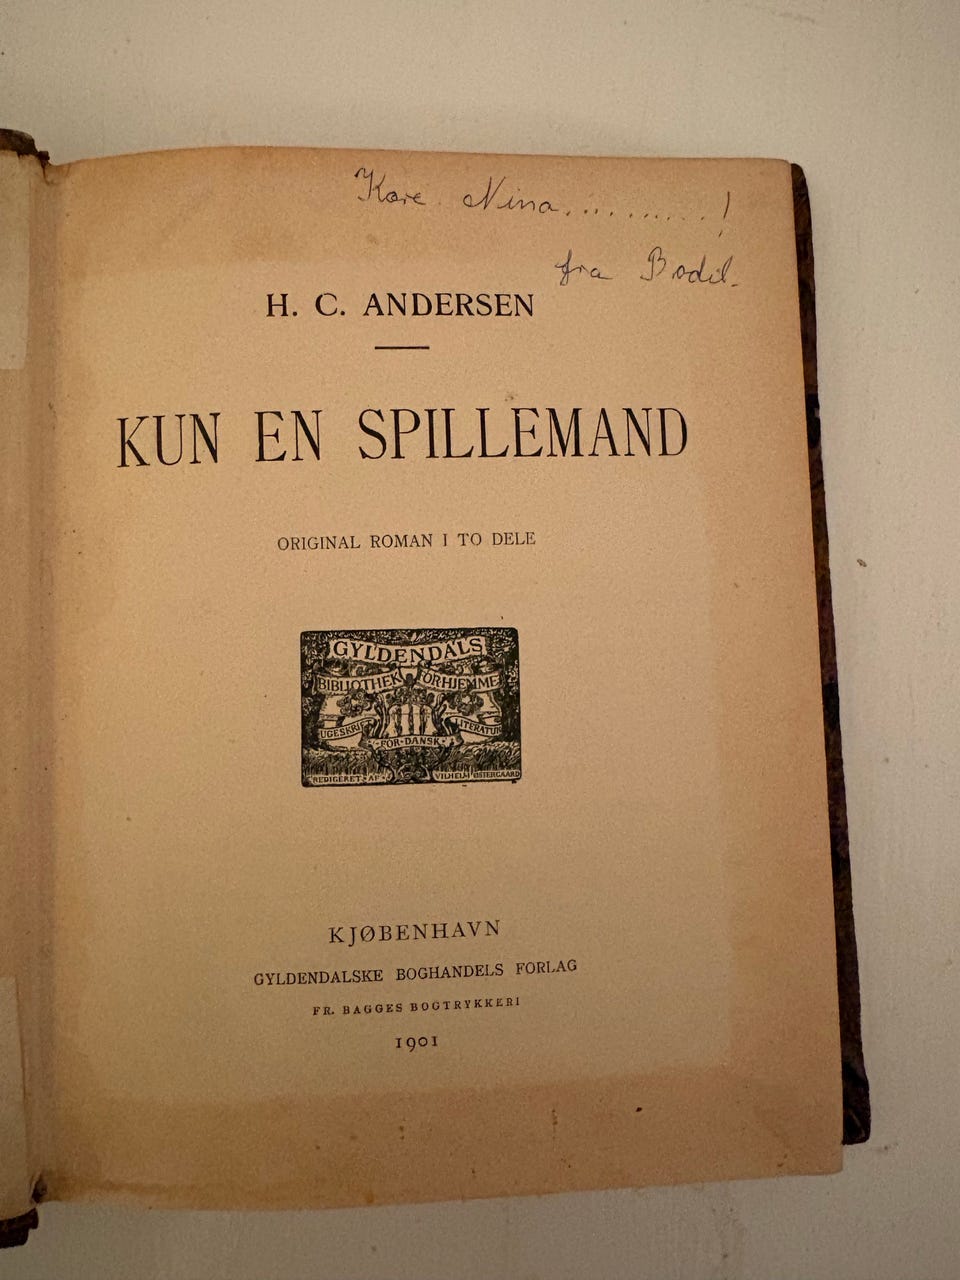 Kære Nina..........!
fra Bodil.
H. C. ANDERSEN
KUN EN SPILLEMAND
ORIGINAL ROMAN I TO DELE
GYLDENDALS
BIBLIOTHEK FOR HJEMMET
UGESKRIFT FOR DANSK LITERATUR
REDIGERET AF VILHELM ØSTERGAARD
KJØBENHAVN
GYLDENDALSKE BOGHANDELS FORLAG
FR. BAGGES BOGTRYKKERI
1901